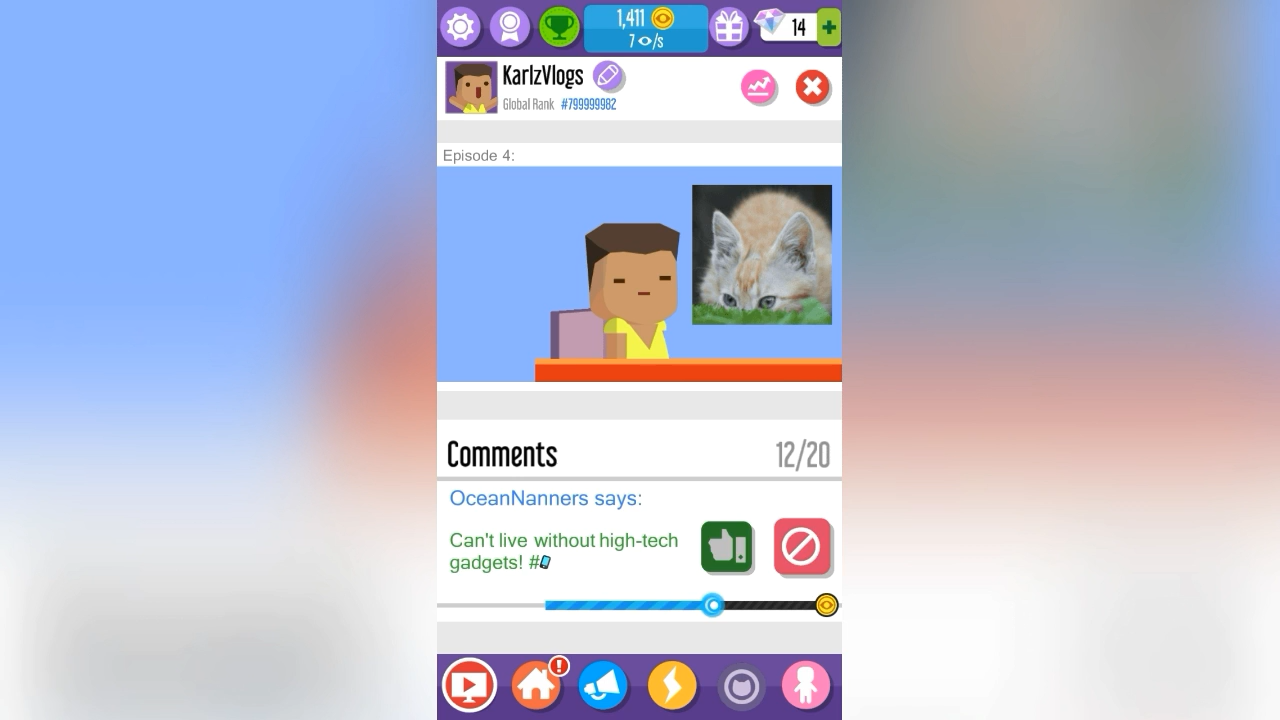 1,411
7 /s
14
KarlzVlogs
Global Rank #799999982
Episode 4:
Comments 12/20
OceanNanners says:
Can't live without high-tech
gadgets! #📱